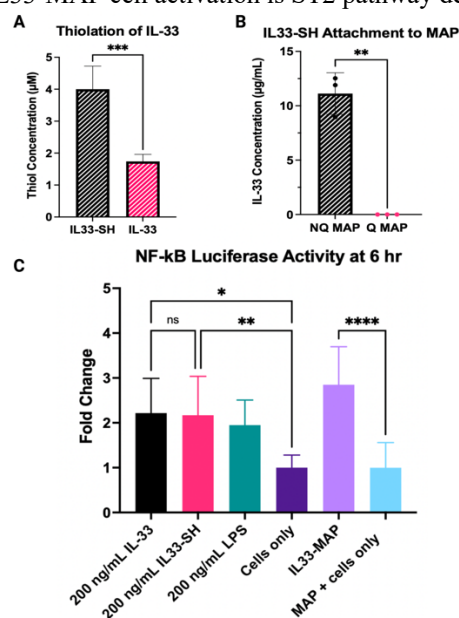 IL33-MAP cell activation is ST2 pathway de
A
Thiolation of IL-33
Thiol Concentration (μM)
5
4
3
2
1
0
***
IL33-SH
IL-33
B
IL33-SH Attachment to MAP
IL-33 Concentration (μg/mL)
15
10
5
0
**
NQ MAP
Q MAP
C
NF-kB Luciferase Activity at 6 hr
Fold Change
5
4
3
2
1
0
*
ns
**
****
200 ng/mL IL-33
200 ng/mL IL33-SH
200 ng/mL LPS
Cells only
IL33-MAP
MAP + cells only